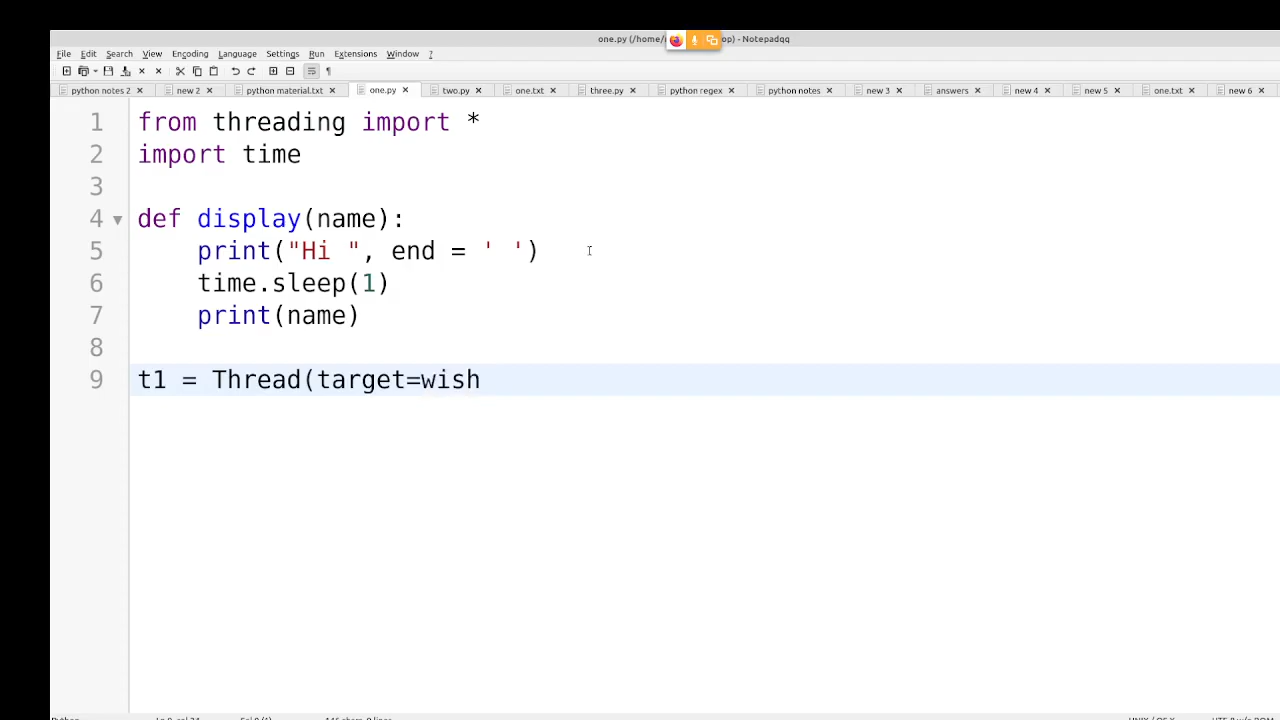 one.py (/home/ op) - Notepadqq
File Edit Search View Encoding Language Settings Run Extensions Window ?
python notes 2 new 2 python material.txt one.py two.py one.txt three.py python regex python notes new 3 answers new 4 new 5 one.txt new 6
1 from threading import *
2 import time
3
4 def display(name):
5 print("Hi ", end = ' ')
6 time.sleep(1)
7 print(name)
8
9 t1 = Thread(target=wish